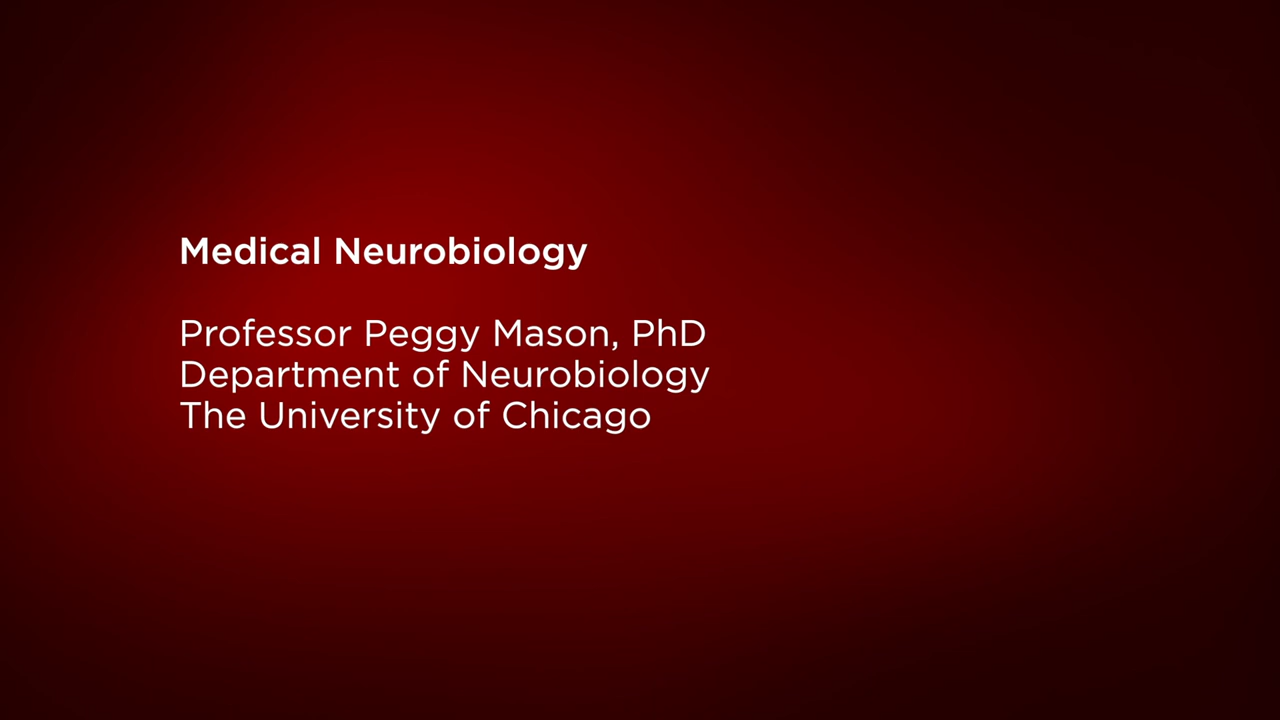 Medical Neurobiology
Professor Peggy Mason, PhD
Department of Neurobiology
The University of Chicago